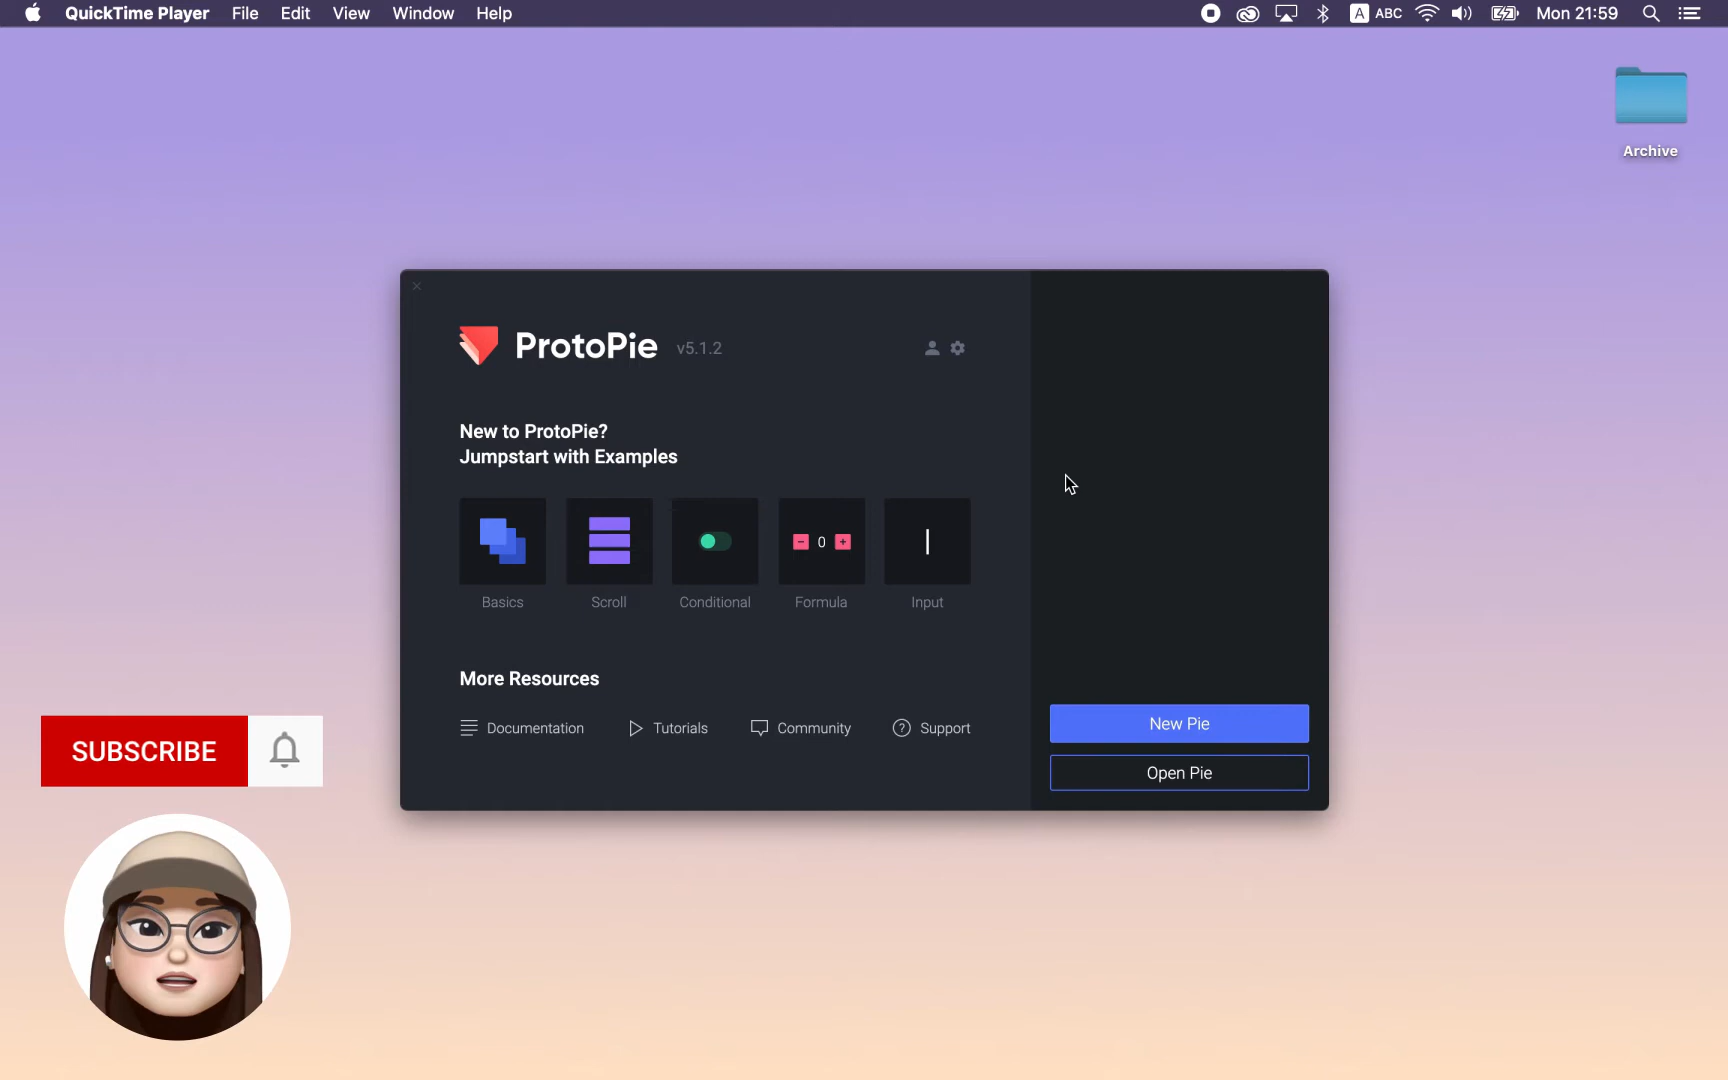 QuickTime Player File Edit View Window Help A ABC Mon 21:59
Archive
ProtoPie v5.1.2
New to ProtoPie?
Jumpstart with Examples
- 0 +
Basics Scroll Conditional Formula Input
More Resources
Documentation Tutorials Community ? Support
New Pie
Open Pie
SUBSCRIBE